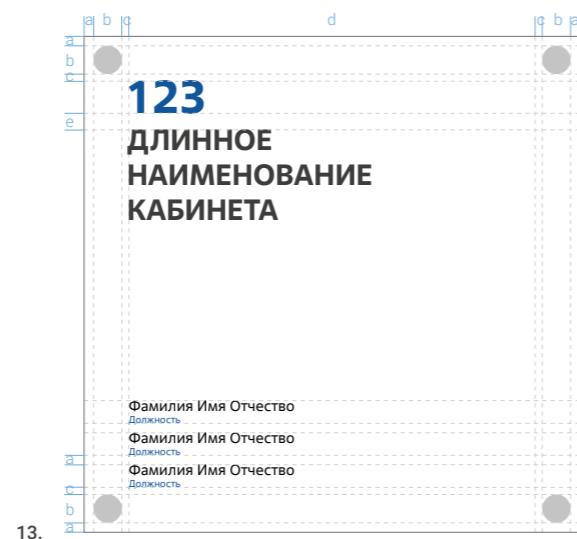 a b c d c b a
a
b
c
123
e
ДЛИННОЕ
НАИМЕНОВАНИЕ
КАБИНЕТА
Фамилия Имя Отчество
Должность
Фамилия Имя Отчество
Должность
a
Фамилия Имя Отчество
Должность
c
b
a
13.